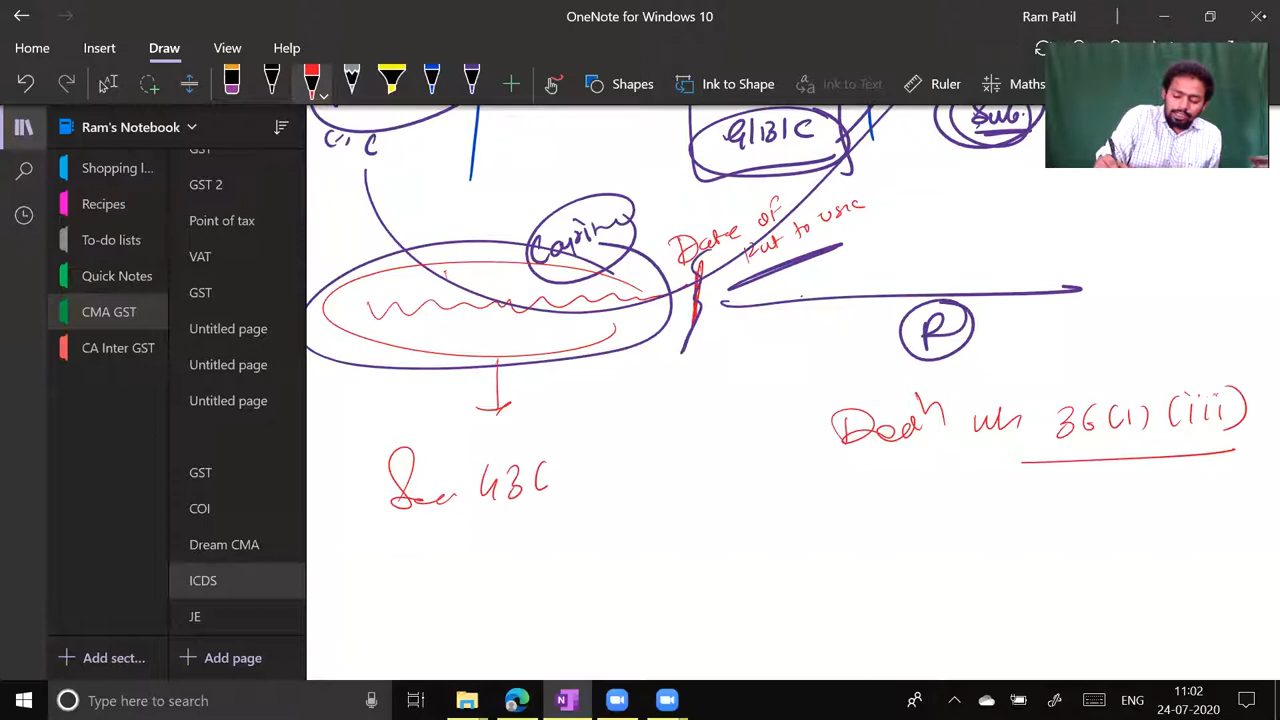 OneNote for Windows 10
Ram Patil
Home Insert Draw View Help
Shapes Ink to Shape Ink to Text Ruler Maths
Ram's Notebook
Shopping l...
Recipes
To-do lists
Quick Notes
CMA GST
CA Inter GST
GST
GST 2
Point of tax
VAT
GST
Untitled page
Untitled page
Untitled page
GST
COI
Dream CMA
ICDS
JE
Add sect...
Add page
G/B/C
Sub.
Date of
put to use
R
Dedn u/s 36(1)(iii)
Sec 43C
Type here to search
ENG
11:02
24-07-2020